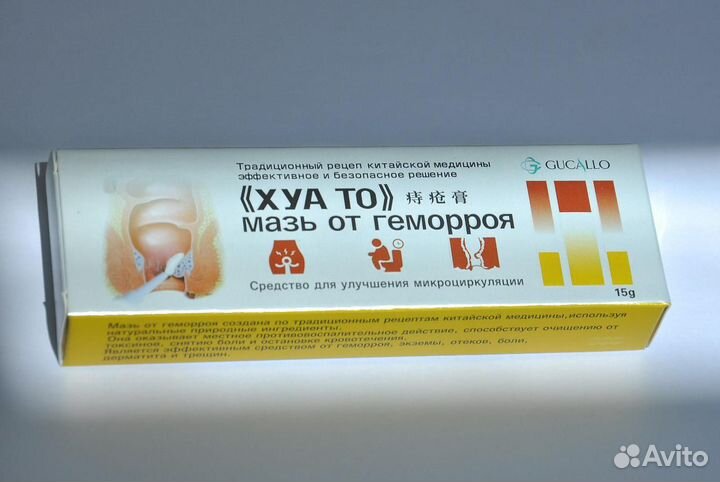 Традиционный рецеп китайской медицины
эффективное и безопасное решение
GUCALLO
《ХУА ТО》 痔疮膏
мазь от геморроя
Средство для улучшения микроциркуляции
15g
Мазь от геморроя создана по традиционным рецептам китайской медицины,используя
натуральные природные ингредиенты.
Она оказывает местное противовоспалительное действие, способствует очищению от
токсинов, снятию боли и остановке кровотечения.
Является эффективным средством от геморроя, экземы, отеков, боли,
дерматита и трещин.
Avito